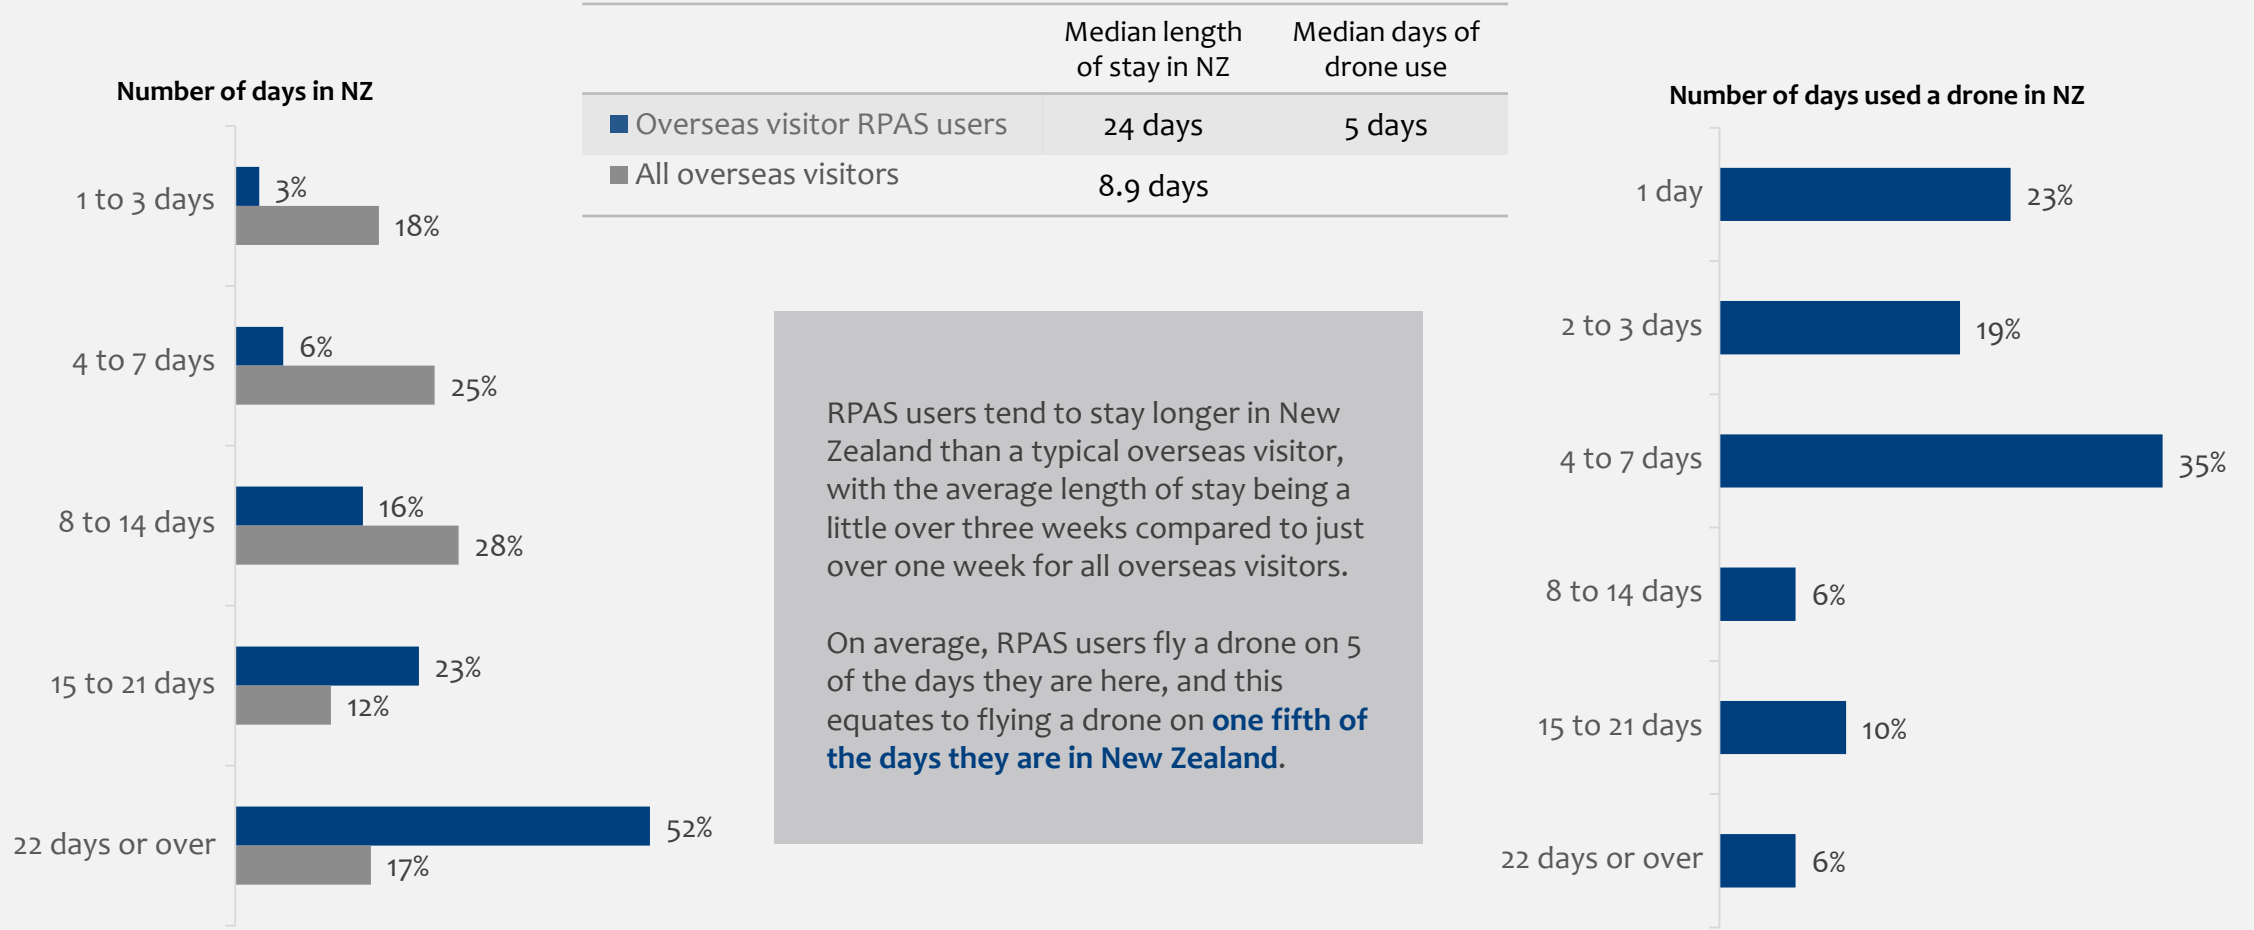 Number of days in NZ
1 to 3 days
3%
18%
4 to 7 days
6%
25%
8 to 14 days
16%
28%
15 to 21 days
23%
12%
22 days or over
52%
17%
Median length
of stay in NZ
Median days of
drone use
Overseas visitor RPAS users
24 days
5 days
All overseas visitors
8.9 days
RPAS users tend to stay longer in New
Zealand than a typical overseas visitor,
with the average length of stay being a
little over three weeks compared to just
over one week for all overseas visitors.
On average, RPAS users fly a drone on 5
of the days they are here, and this
equates to flying a drone on one fifth of
the days they are in New Zealand.
Number of days used a drone in NZ
1 day
23%
2 to 3 days
19%
4 to 7 days
35%
8 to 14 days
6%
15 to 21 days
10%
22 days or over
6%